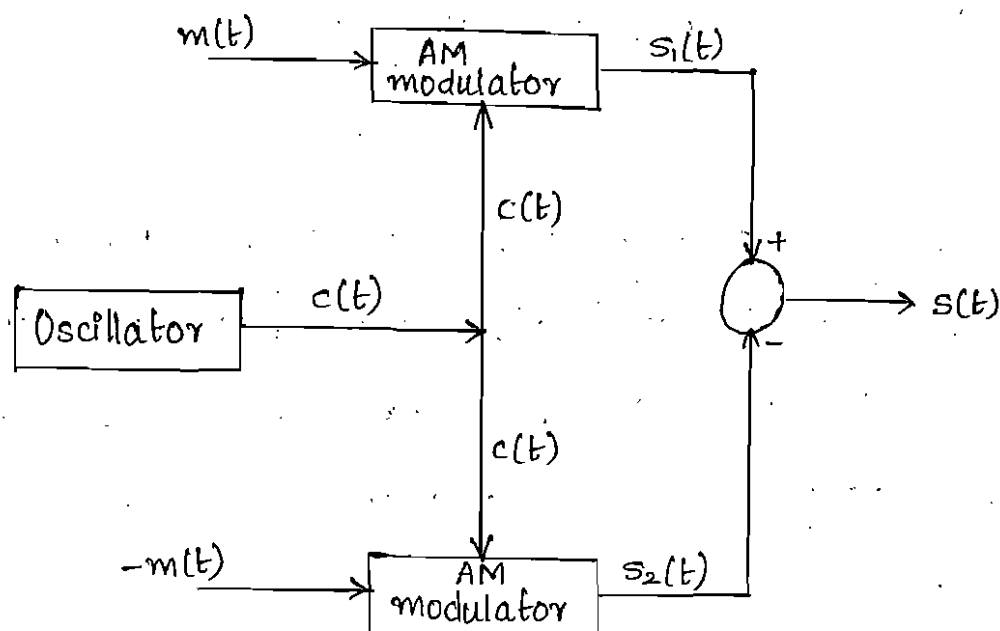 m(t)
AM
modulator
s₁(t)
c(t)
+
Oscillator
c(t)
s(t)
-
c(t)
-m(t)
AM
modulator
s₂(t)